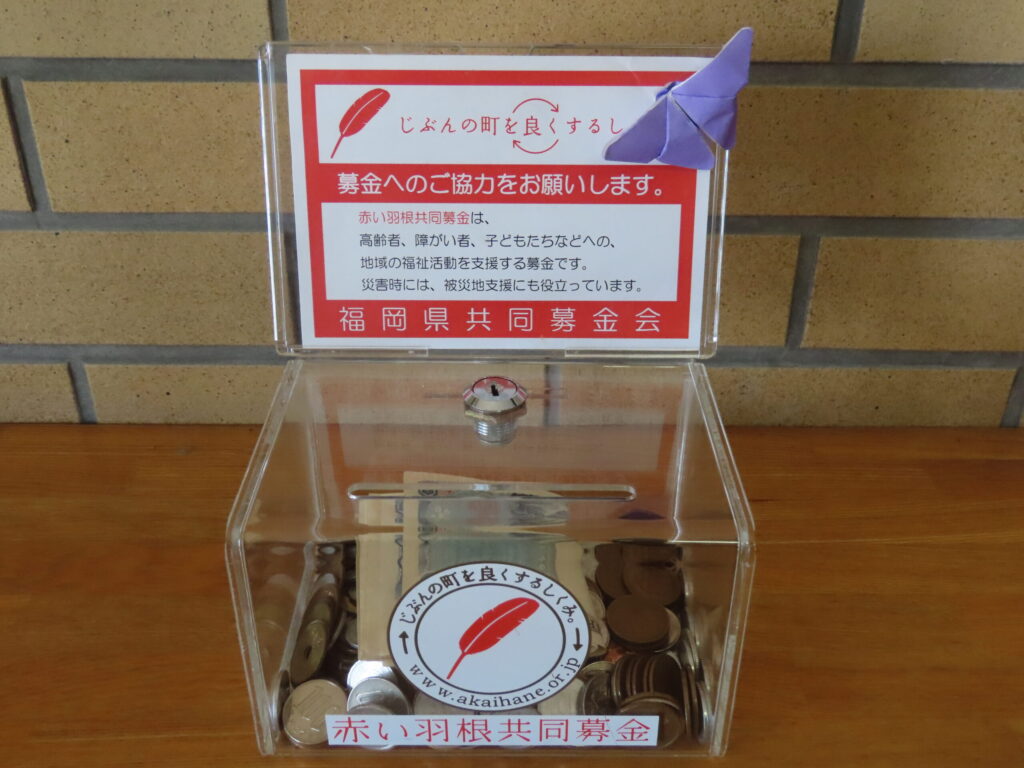 じぶんの町を良くするし
募金へのご協力をお願いします。
赤い羽根共同募金は、
高齢者、障がい者、子どもたちなどへの、
地域の福祉活動を支援する募金です。
災害時には、被災地支援にも役立っています。
福岡県共同募金会
じぶんの町を良くするしくみ。
www.akaihane.or.jp
赤い羽根共同募金